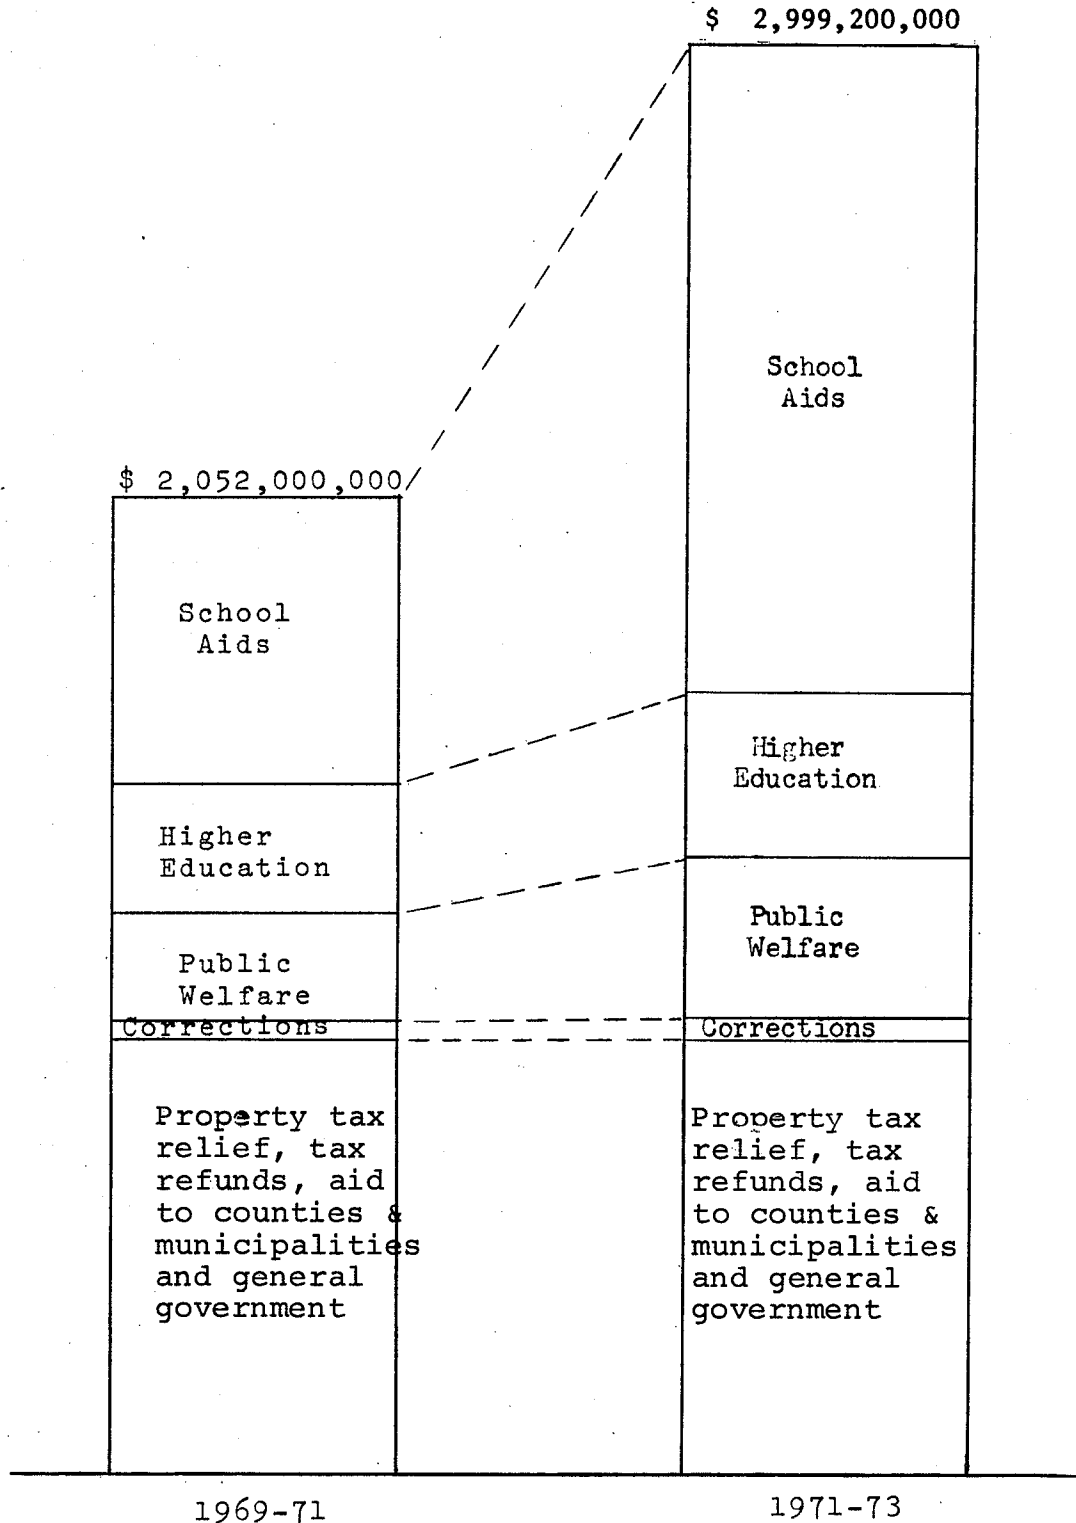 $ 2,999,200,000
School
Aids
Higher
Education
Public
Welfare
Corrections
Property tax
relief, tax
refunds, aid
to counties &
municipalities
and general
government
1971-73
$ 2,052,000,000
School
Aids
Higher
Education
Public
Welfare
Corrections
Property tax
relief, tax
refunds, aid
to counties &
municipalities
and general
government
1969-71